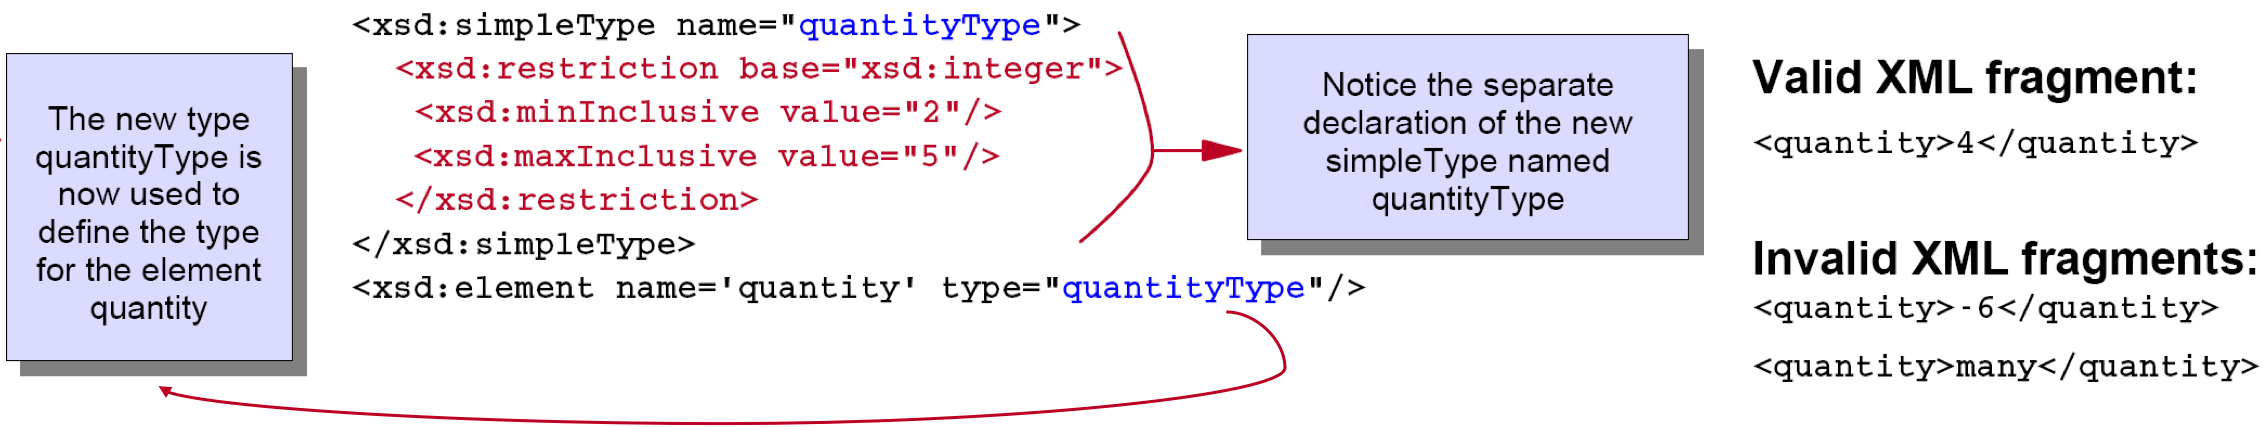 The new type
quantityType is
now used to
define the type
for the element
quantity
<xsd:simpleType name="quantityType">
<xsd:restriction base="xsd:integer">
<xsd:minInclusive value="2"/>
<xsd:maxInclusive value="5"/>
</xsd:restriction>
</xsd:simpleType>
<xsd:element name='quantity' type="quantityType"/>
Notice the separate
declaration of the new
simpleType named
quantityType
Valid XML fragment:
<quantity>4</quantity>
Invalid XML fragments:
<quantity>-6</quantity>
<quantity>many</quantity>